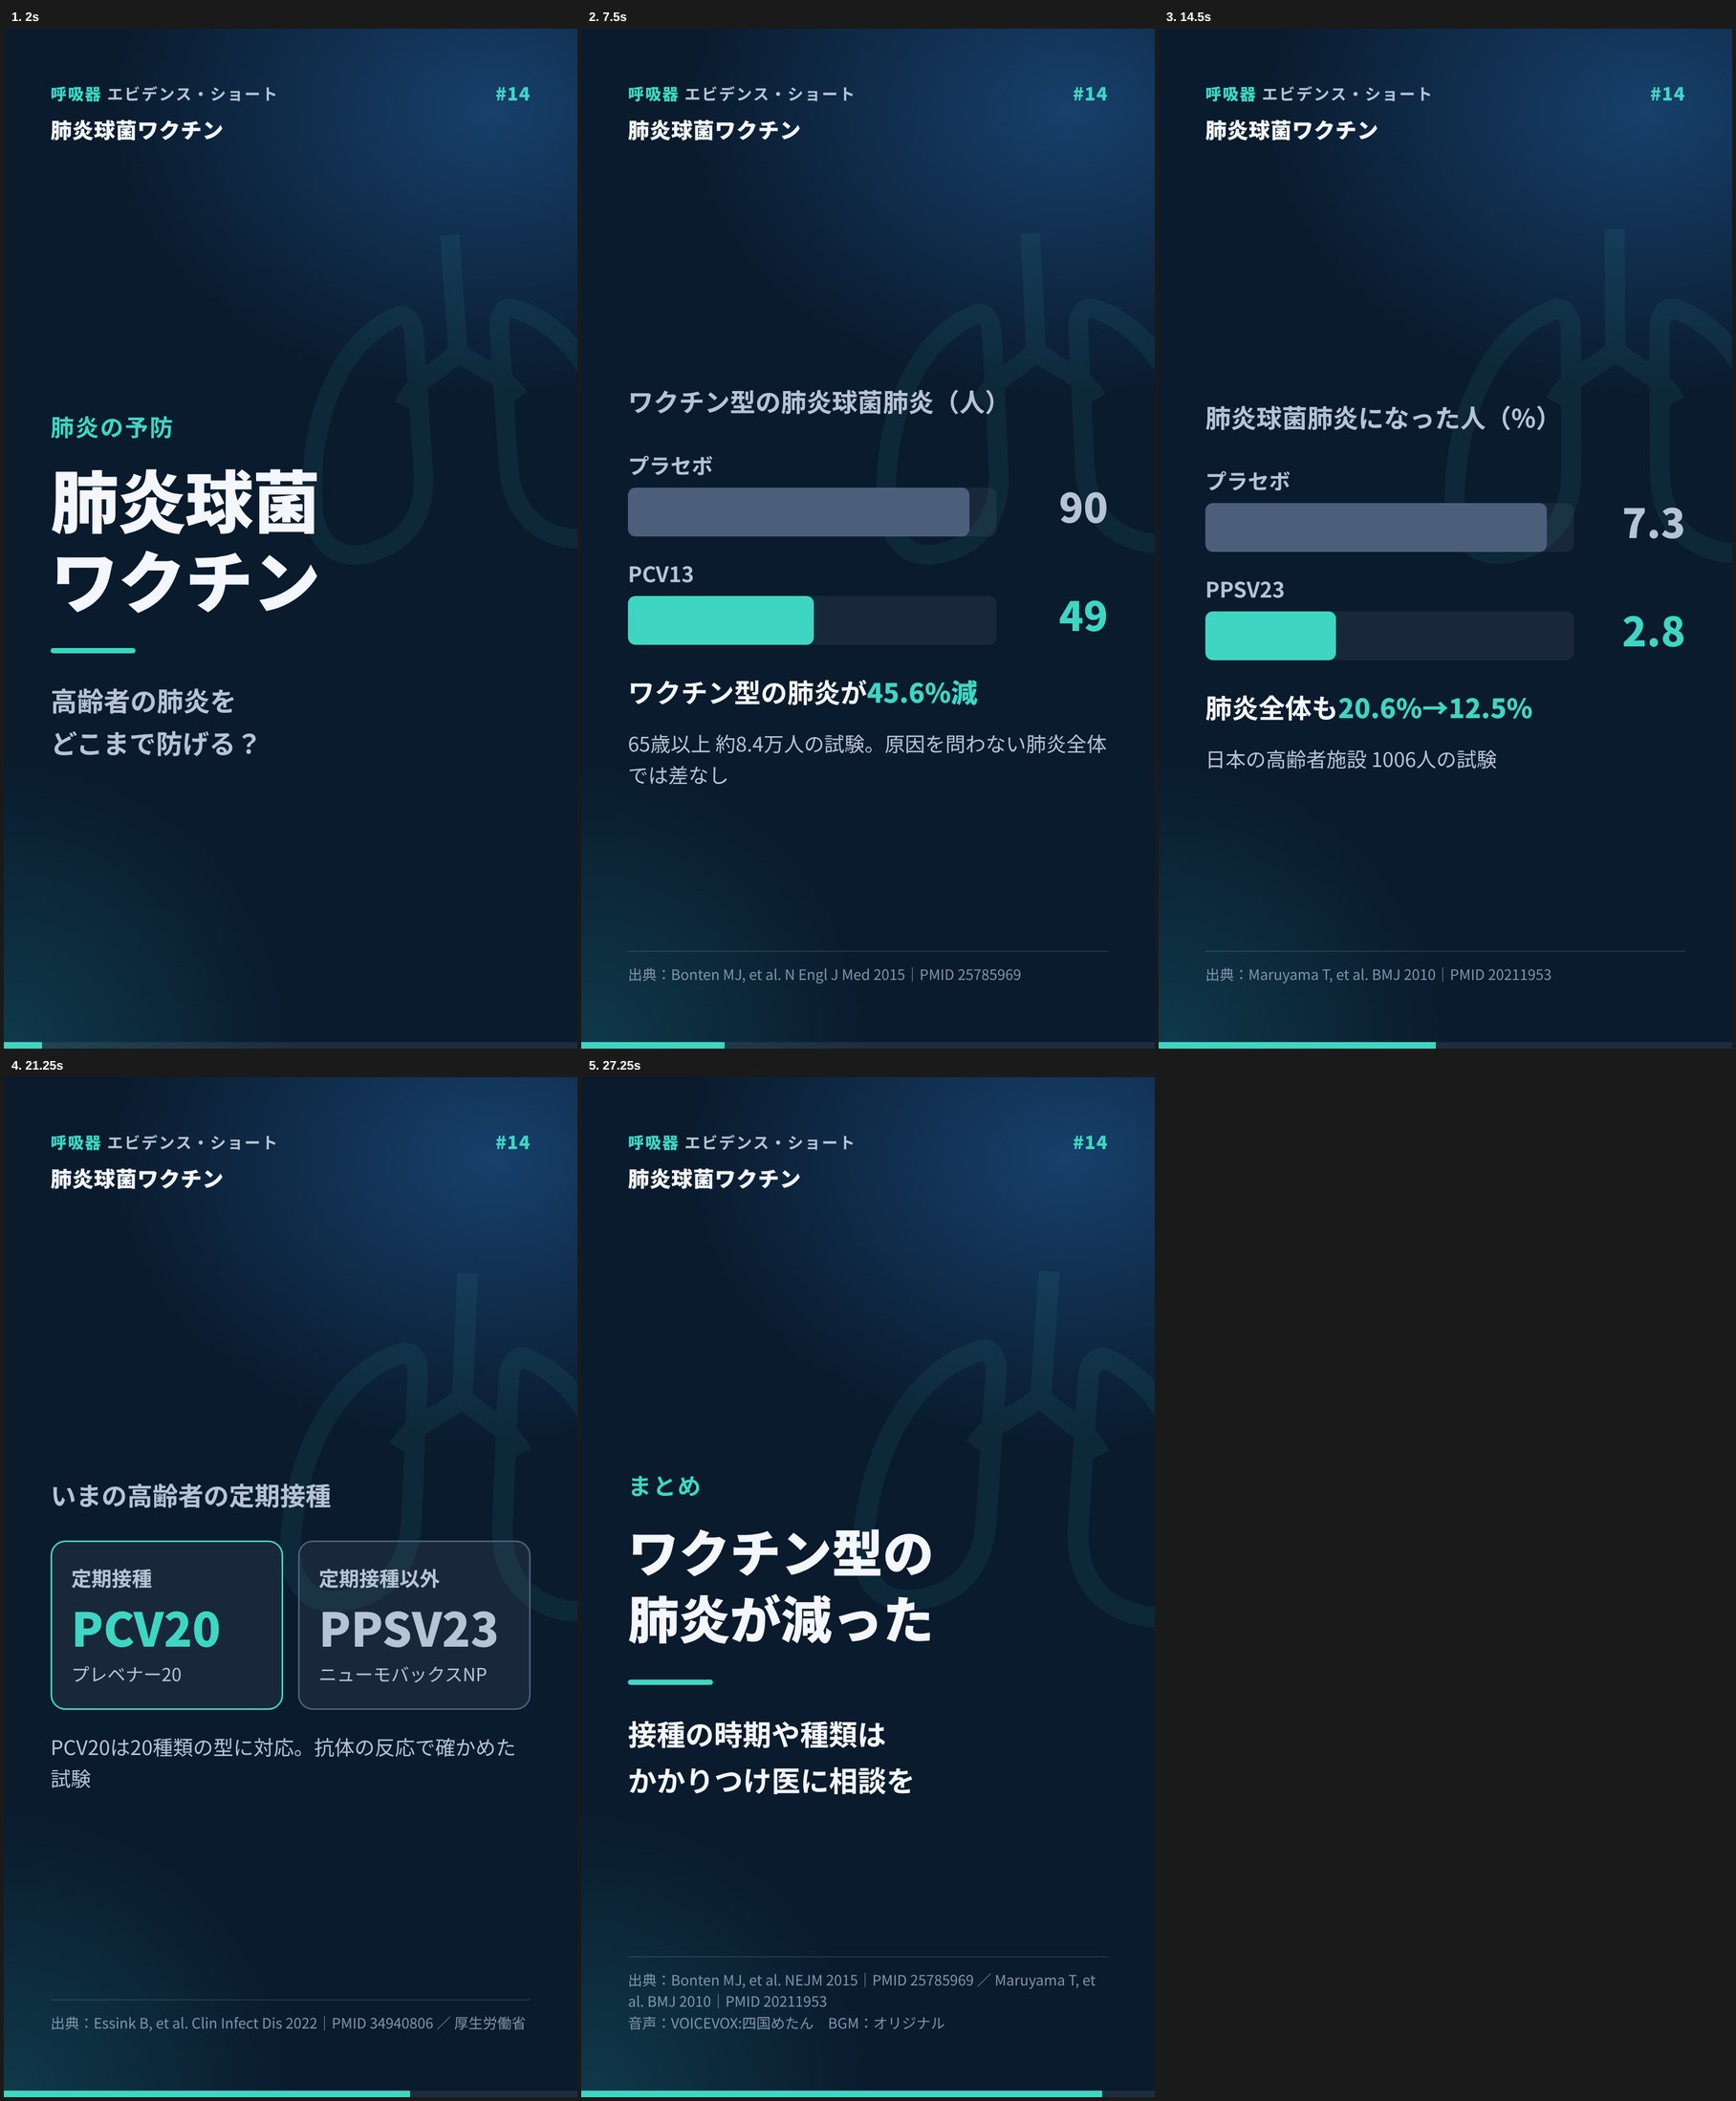 1. 2s
呼吸器 エビデンス・ショート #14
肺炎球菌ワクチン
肺炎の予防
肺炎球菌
ワクチン
高齢者の肺炎を
どこまで防げる？
2. 7.5s
呼吸器 エビデンス・ショート #14
肺炎球菌ワクチン
ワクチン型の肺炎球菌肺炎（人）
プラセボ
90
PCV13
49
ワクチン型の肺炎が45.6%減
65歳以上 約8.4万人の試験。原因を問わない肺炎全体
では差なし
出典：Bonten MJ, et al. N Engl J Med 2015｜PMID 25785969
3. 14.5s
呼吸器 エビデンス・ショート #14
肺炎球菌ワクチン
肺炎球菌肺炎になった人（%）
プラセボ
7.3
PPSV23
2.8
肺炎全体も20.6%→12.5%
日本の高齢者施設 1006人の試験
出典：Maruyama T, et al. BMJ 2010｜PMID 20211953
4. 21.25s
呼吸器 エビデンス・ショート #14
肺炎球菌ワクチン
いまの高齢者の定期接種
定期接種
PCV20
プレベナー20
定期接種以外
PPSV23
ニューモバックスNP
PCV20は20種類の型に対応。抗体の反応で確かめた
試験
出典：Essink B, et al. Clin Infect Dis 2022｜PMID 34940806 ／ 厚生労働省
5. 27.25s
呼吸器 エビデンス・ショート #14
肺炎球菌ワクチン
まとめ
ワクチン型の
肺炎が減った
接種の時期や種類は
かかりつけ医に相談を
出典：Bonten MJ, et al. NEJM 2015｜PMID 25785969 ／ Maruyama T, et
al. BMJ 2010｜PMID 20211953
音声：VOICEVOX:四国めたん　BGM：オリジナル